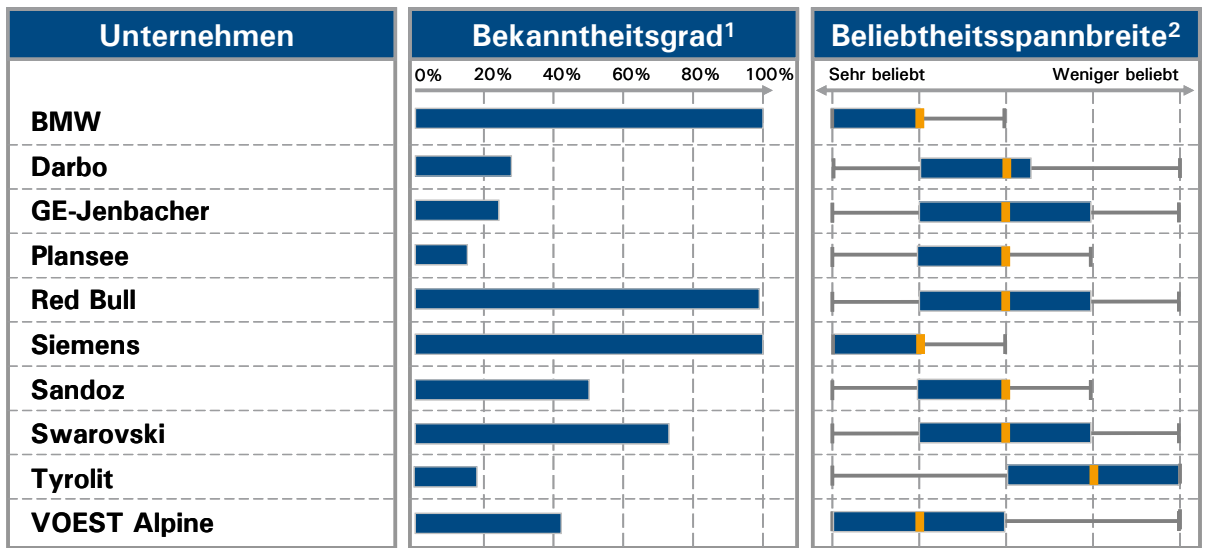 Unternehmen
Bekanntheitsgrad1
Beliebtheitsspannbreite2
0% 20% 40% 60% 80% 100%
Sehr beliebt Weniger beliebt
BMW
Darbo
GE-Jenbacher
Plansee
Red Bull
Siemens
Sandoz
Swarovski
Tyrolit
VOEST Alpine